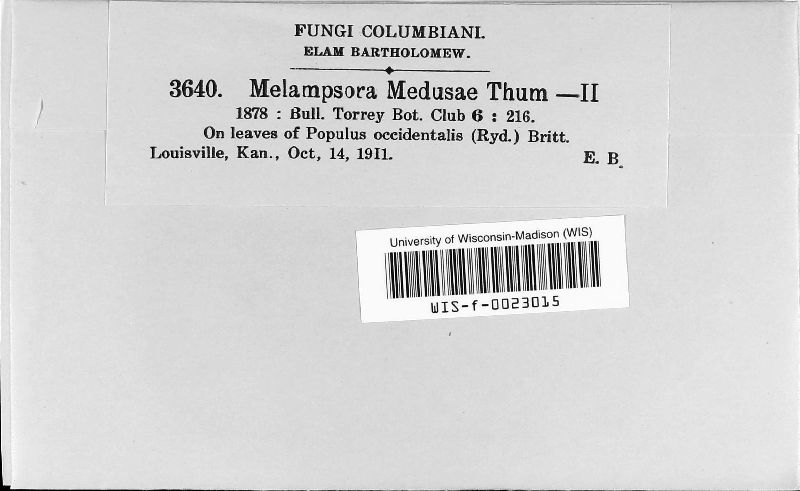 FUNGI COLUMBIANI.
ELAM BARTHOLOMEW.
3640. Melampsora Medusae Thum —II
1878 : Bull. Torrey Bot. Club 6 : 216.
On leaves of Populus occidentalis (Ryd.) Britt.
Louisville, Kan., Oct, 14, 1911. E. B.
University of Wisconsin-Madison (WIS)
WIS-f-0023015